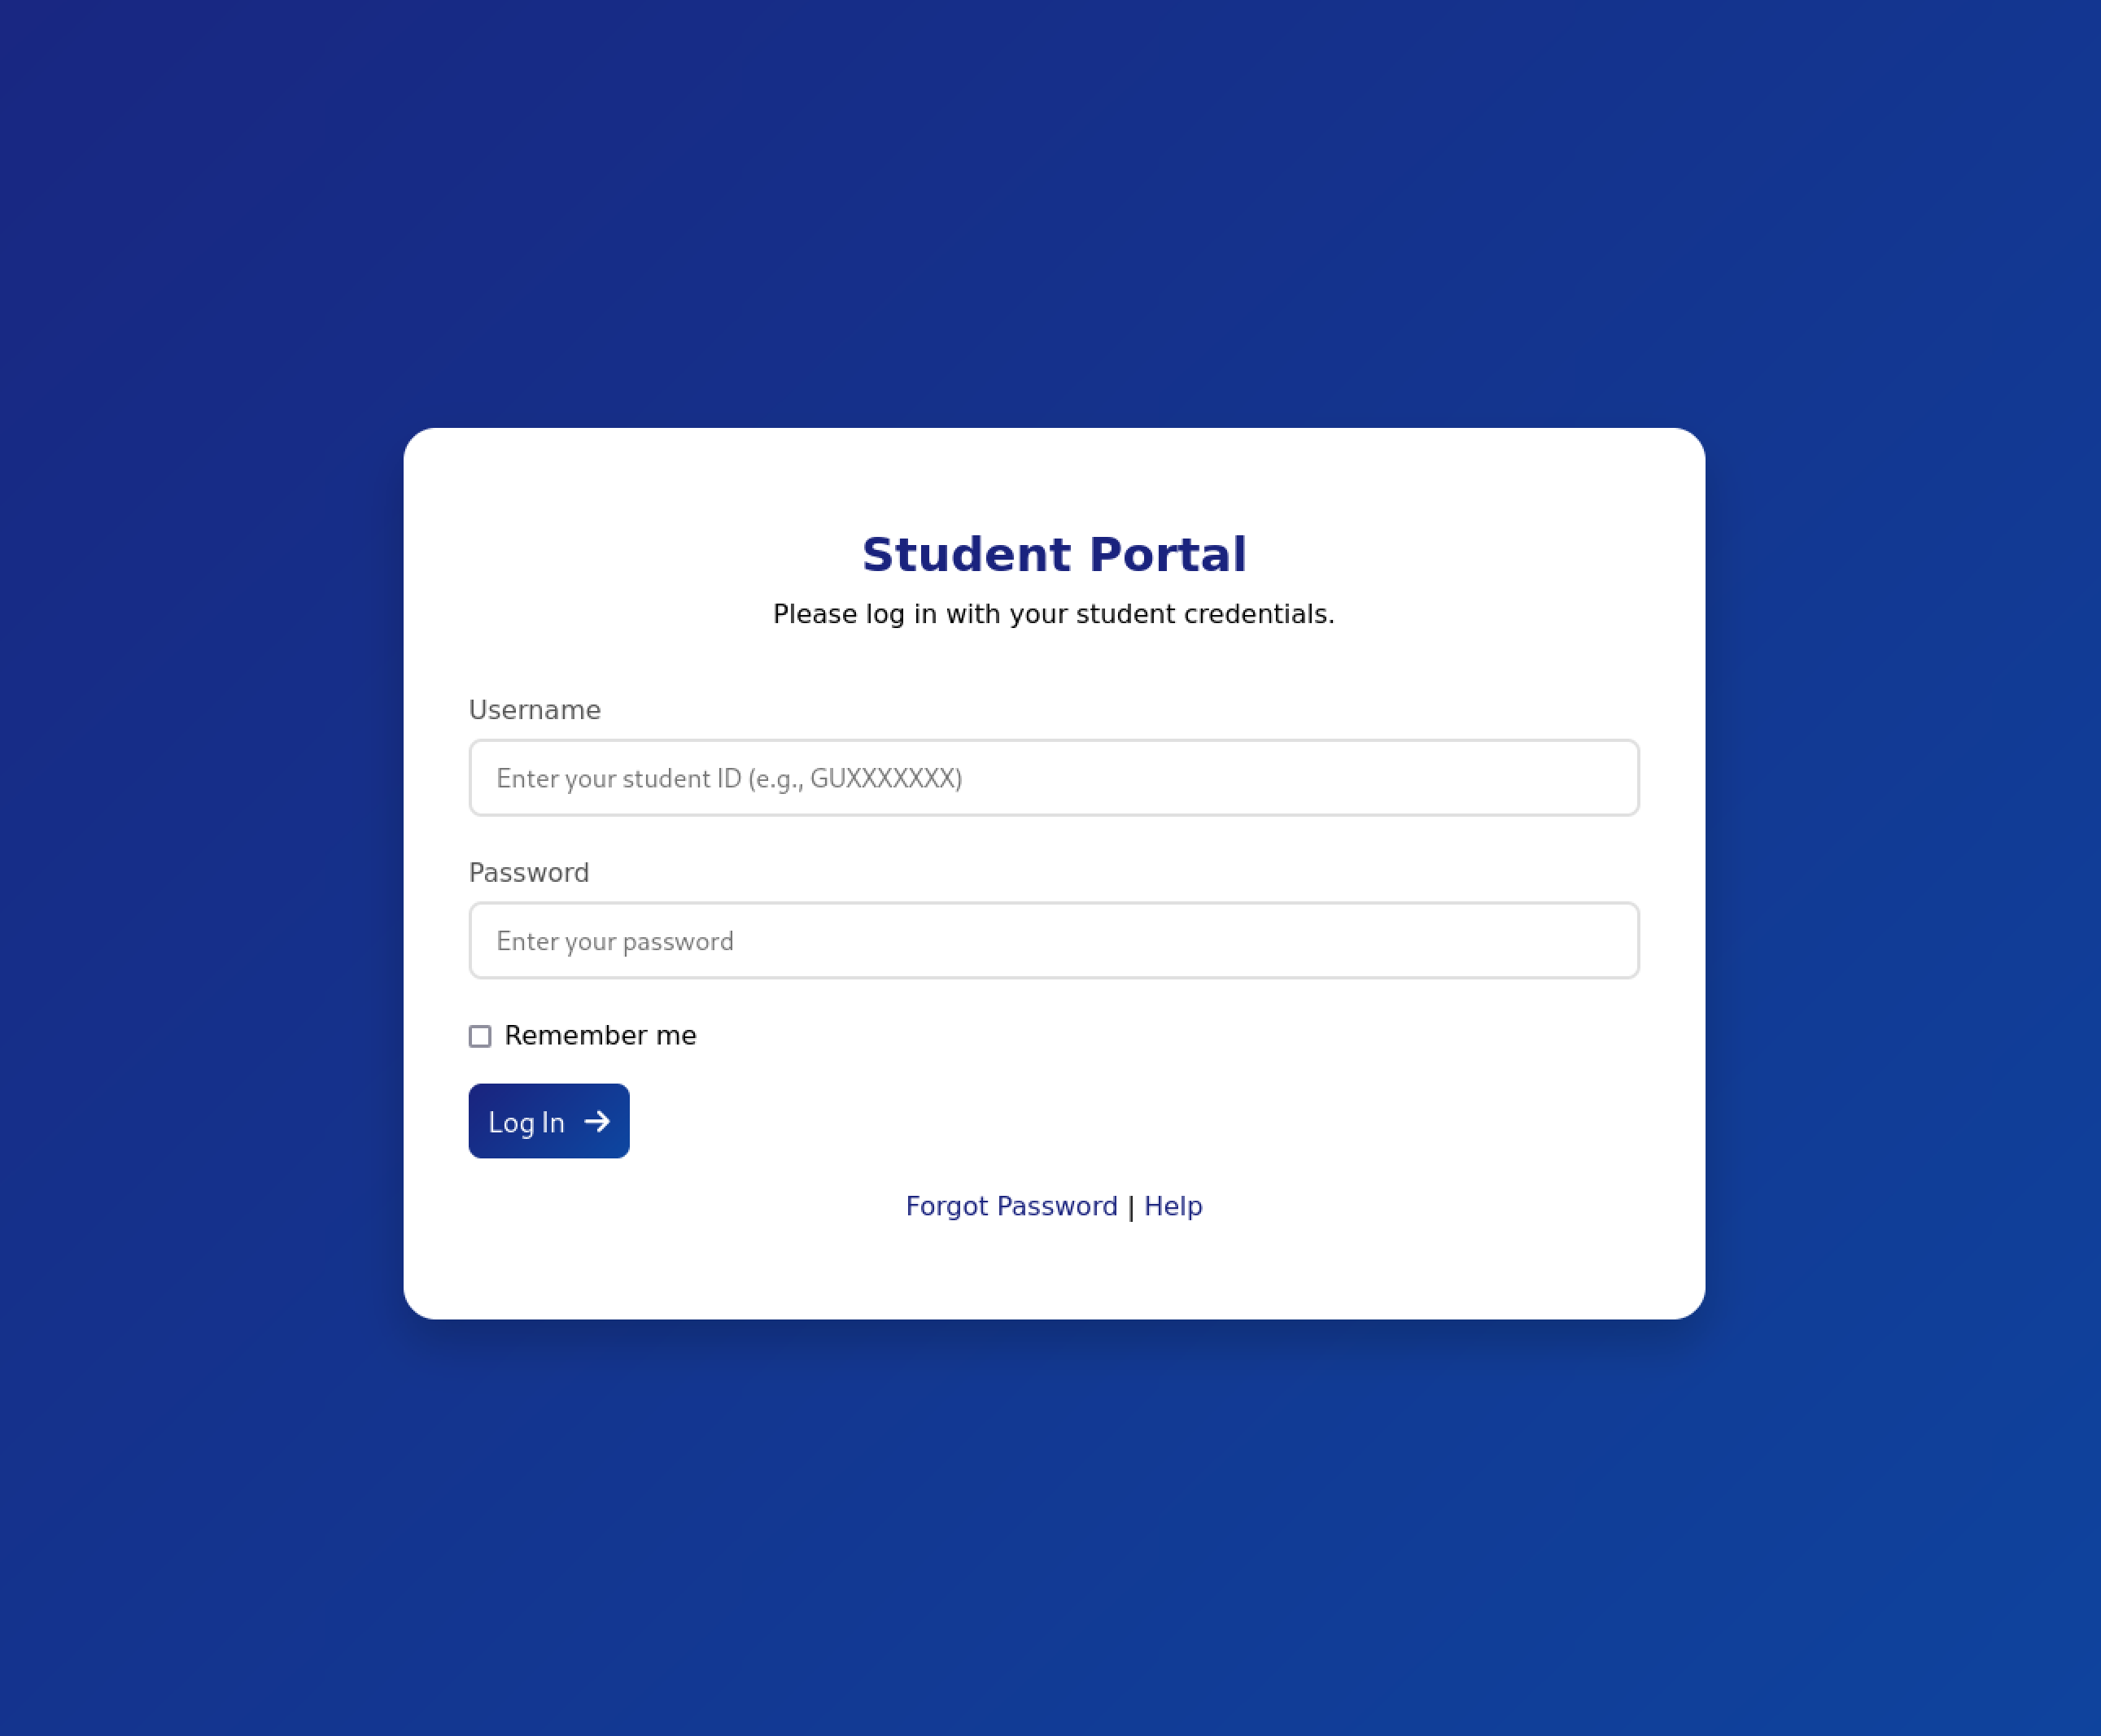 Student Portal
Please log in with your student credentials.
Username
Enter your student ID (e.g., GUXXXXXXX)
Password
Enter your password
Remember me
Log In
Forgot Password | Help